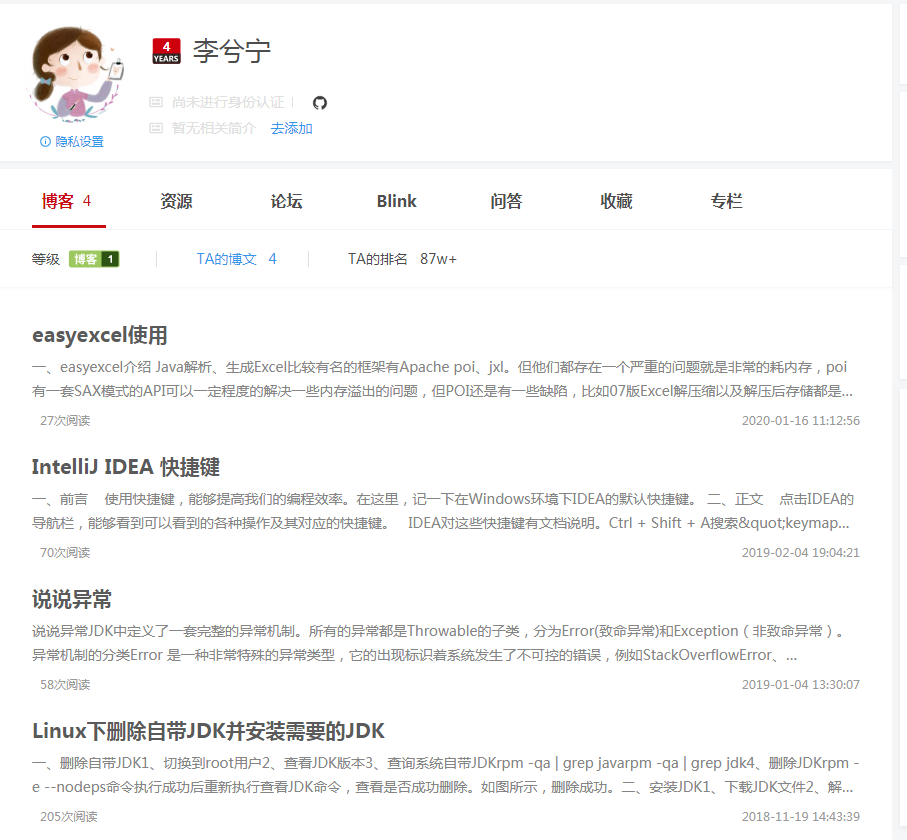 4
YEARS
李兮宁
尚未进行身份认证
隐私设置
暂无相关简介 去添加
博客 4 资源 论坛 Blink 问答 收藏 专栏
等级 博客 1 TA的博文 4 TA的排名 87w+
easyexcel使用
一、easyexcel介绍 Java解析、生成Excel比较有名的框架有Apache poi、jxl。但他们都存在一个严重的问题就是非常的耗内存，poi
有一套SAX模式的API可以一定程度的解决一些内存溢出的问题，但POI还是有一些缺陷，比如07版Excel解压缩以及解压后存储都是...
27次阅读 2020-01-16 11:12:56
IntelliJ IDEA 快捷键
一、前言 使用快捷键，能够提高我们的编程效率。在这里，记一下在Windows环境下IDEA的默认快捷键。 二、正文 点击IDEA的
导航栏，能够看到可以看到的各种操作及其对应的快捷键。 IDEA对这些快捷键有文档说明。Ctrl + Shift + A搜索&quot;keymap...
70次阅读 2019-02-04 19:04:21
说说异常
说说异常JDK中定义了一套完整的异常机制。所有的异常都是Throwable的子类，分为Error(致命异常)和Exception（非致命异常）。
异常机制的分类Error 是一种非常特殊的异常类型，它的出现标识着系统发生了不可控的错误，例如StackOverflowError、...
58次阅读 2019-01-04 13:30:07
Linux下删除自带JDK并安装需要的JDK
一、删除自带JDK1、切换到root用户2、查看JDK版本3、查询系统自带JDKrpm -qa | grep javarpm -qa | grep jdk4、删除JDKrpm -
e --nodeps命令执行成功后重新执行查看JDK命令，查看是否成功删除。如图所示，删除成功。二、安装JDK1、下载JDK文件2、解...
205次阅读 2018-11-19 14:43:39